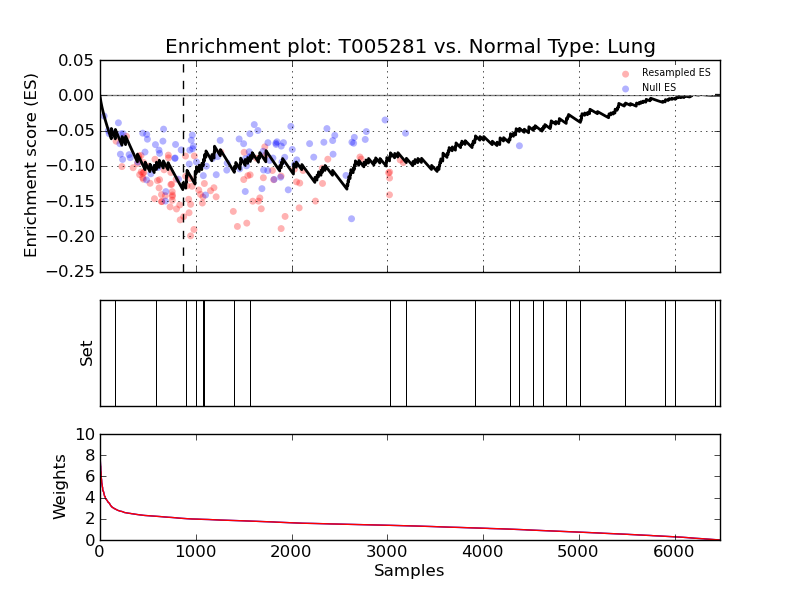 Enrichment plot: T005281 vs. Normal Type: Lung
Enrichment score (ES)
0.05
0.00
−0.05
−0.10
−0.15
−0.20
−0.25
Resampled ES
Null ES
Set
Weights
10
8
6
4
2
0
0 1000 2000 3000 4000 5000 6000
Samples